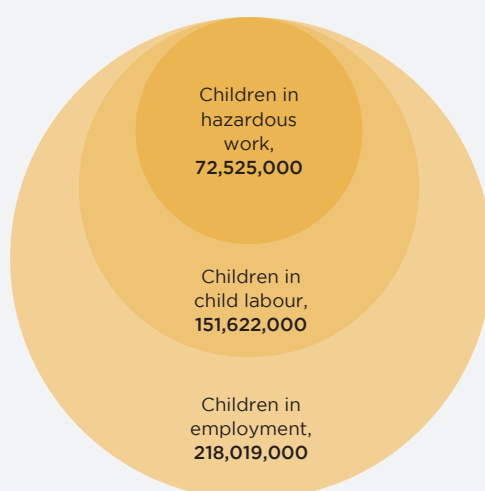 Children in
hazardous
work,
72,525,000
Children in
child labour,
151,622,000
Children in
employment,
218,019,000